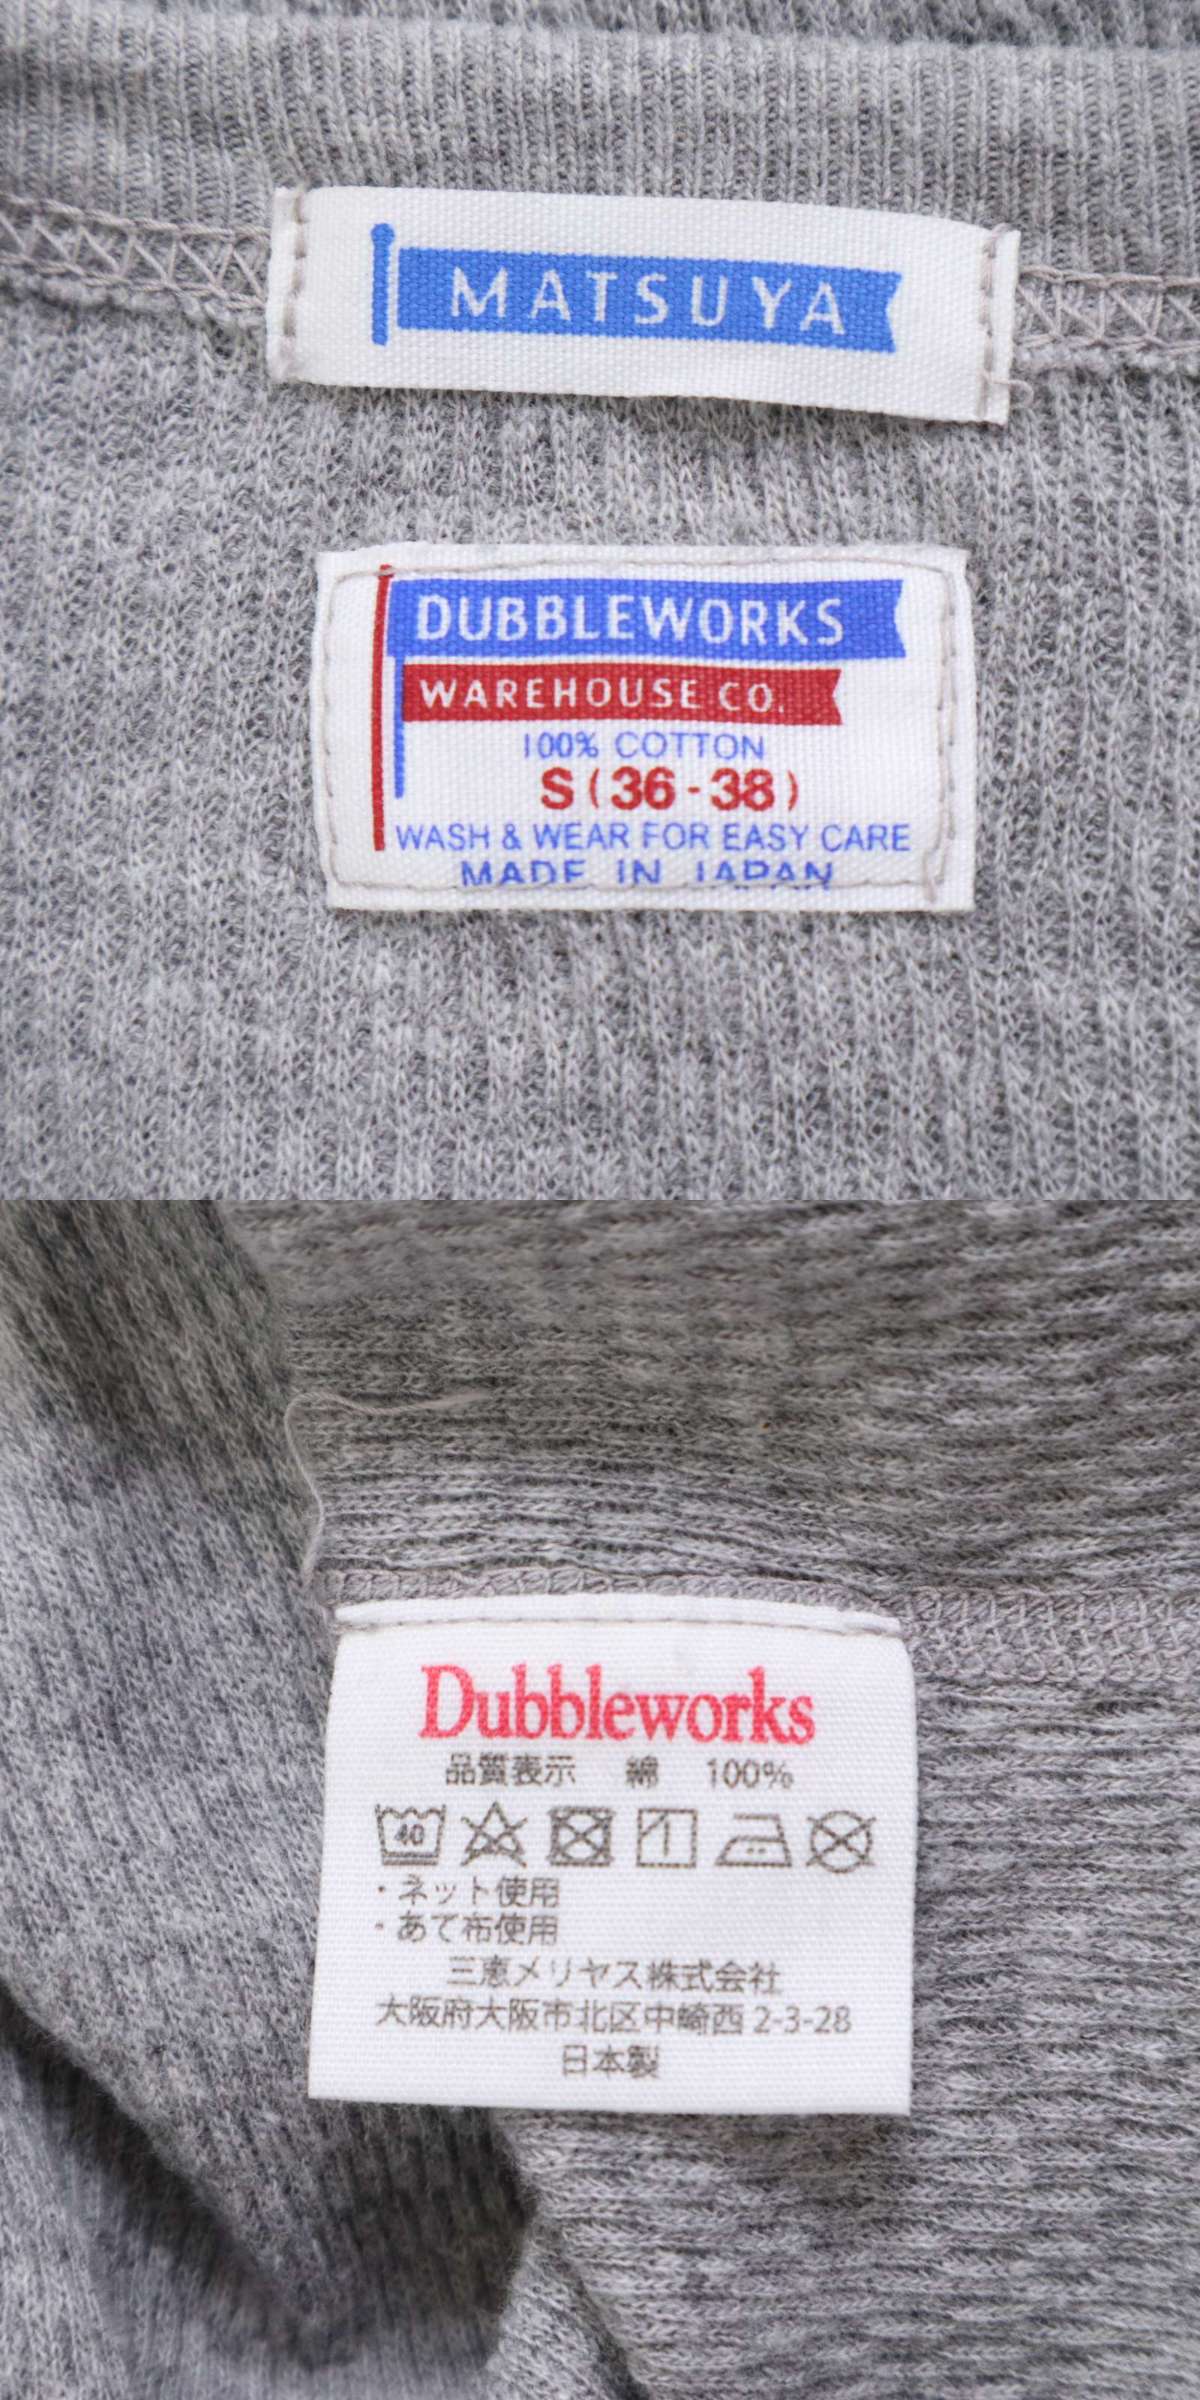 MATSUYA
DUBBLEWORKS
WAREHOUSE CO.
100% COTTON
S (36-38)
WASH & WEAR FOR EASY CARE
MADE IN JAPAN
Dubbleworks
品質表示 綿 100%
40
・ネット使用
・あて布使用
三恵メリヤス株式会社
大阪府大阪市北区中崎西 2-3-28
日本製